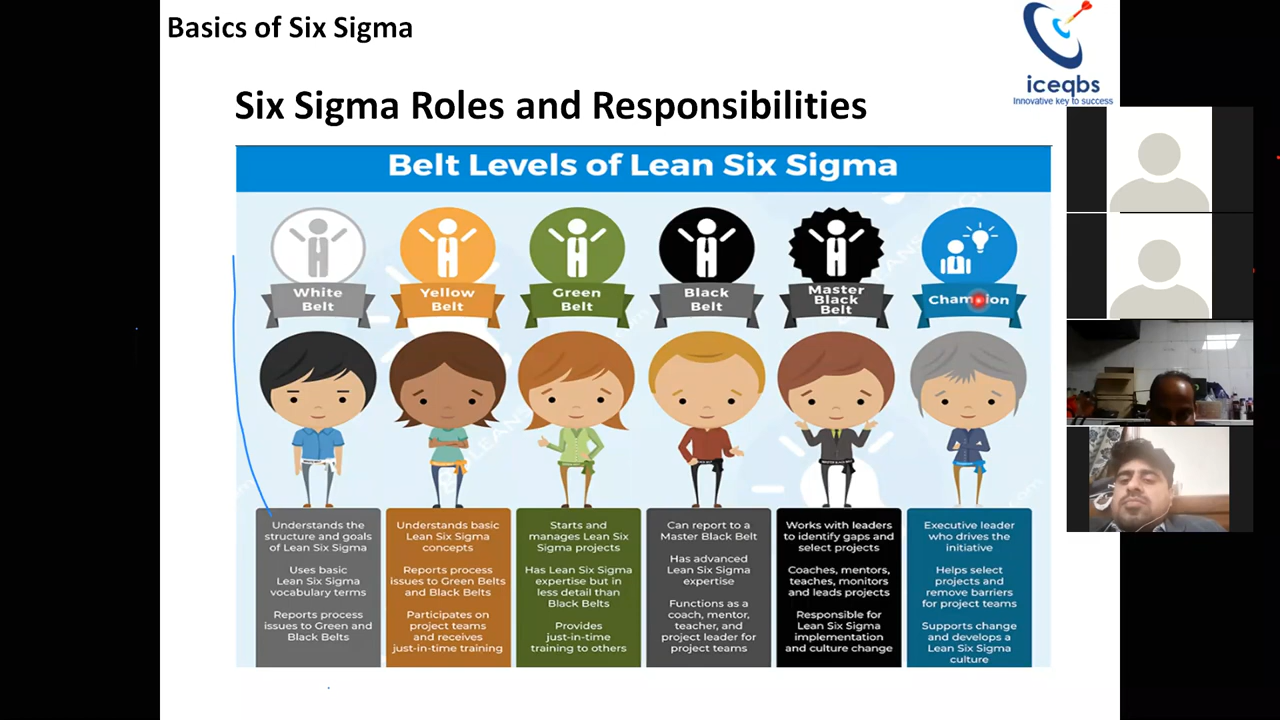 Basics of Six Sigma
iceqbs
Innovative key to success
Six Sigma Roles and Responsibilities
Belt Levels of Lean Six Sigma
White
Belt
Yellow
Belt
Green
Belt
Black
Belt
Master
Black
Belt
Champion
Understands the
structure and goals
of Lean Six Sigma
Uses basic
Lean Six Sigma
vocabulary terms
Reports process
issues to Green and
Black Belts
Understands basic
Lean Six Sigma
concepts
Reports process
issues to Green Belts
and Black Belts
Participates on
project teams
and receives
just-in-time training
Starts and
manages Lean Six
Sigma projects
Has Lean Six Sigma
expertise but in
less detail than
Black Belts
Provides
just-in-time
training to others
Can report to a
Master Black Belt
Has advanced
Lean Six Sigma
expertise
Functions as a
coach, mentor,
teacher, and
project leader for
project teams
Works with leaders
to identify gaps and
select projects
Coaches, mentors,
teaches, monitors
and leads projects
Responsible for
Lean Six Sigma
implementation
and culture change
Executive leader
who drives the
initiative
Helps select
projects and
remove barriers
for project teams
Supports change
and develops a
Lean Six Sigma
culture